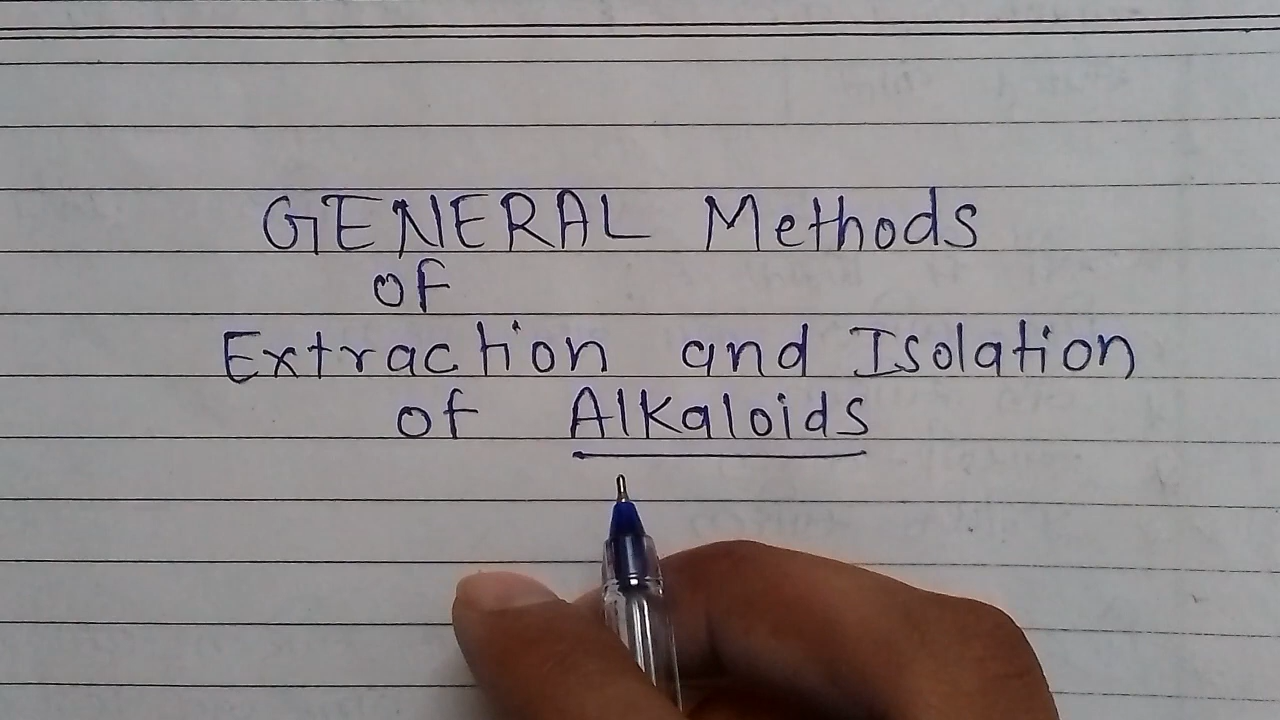 GENERAL Methods
of
Extraction and Isolation
of Alkaloids